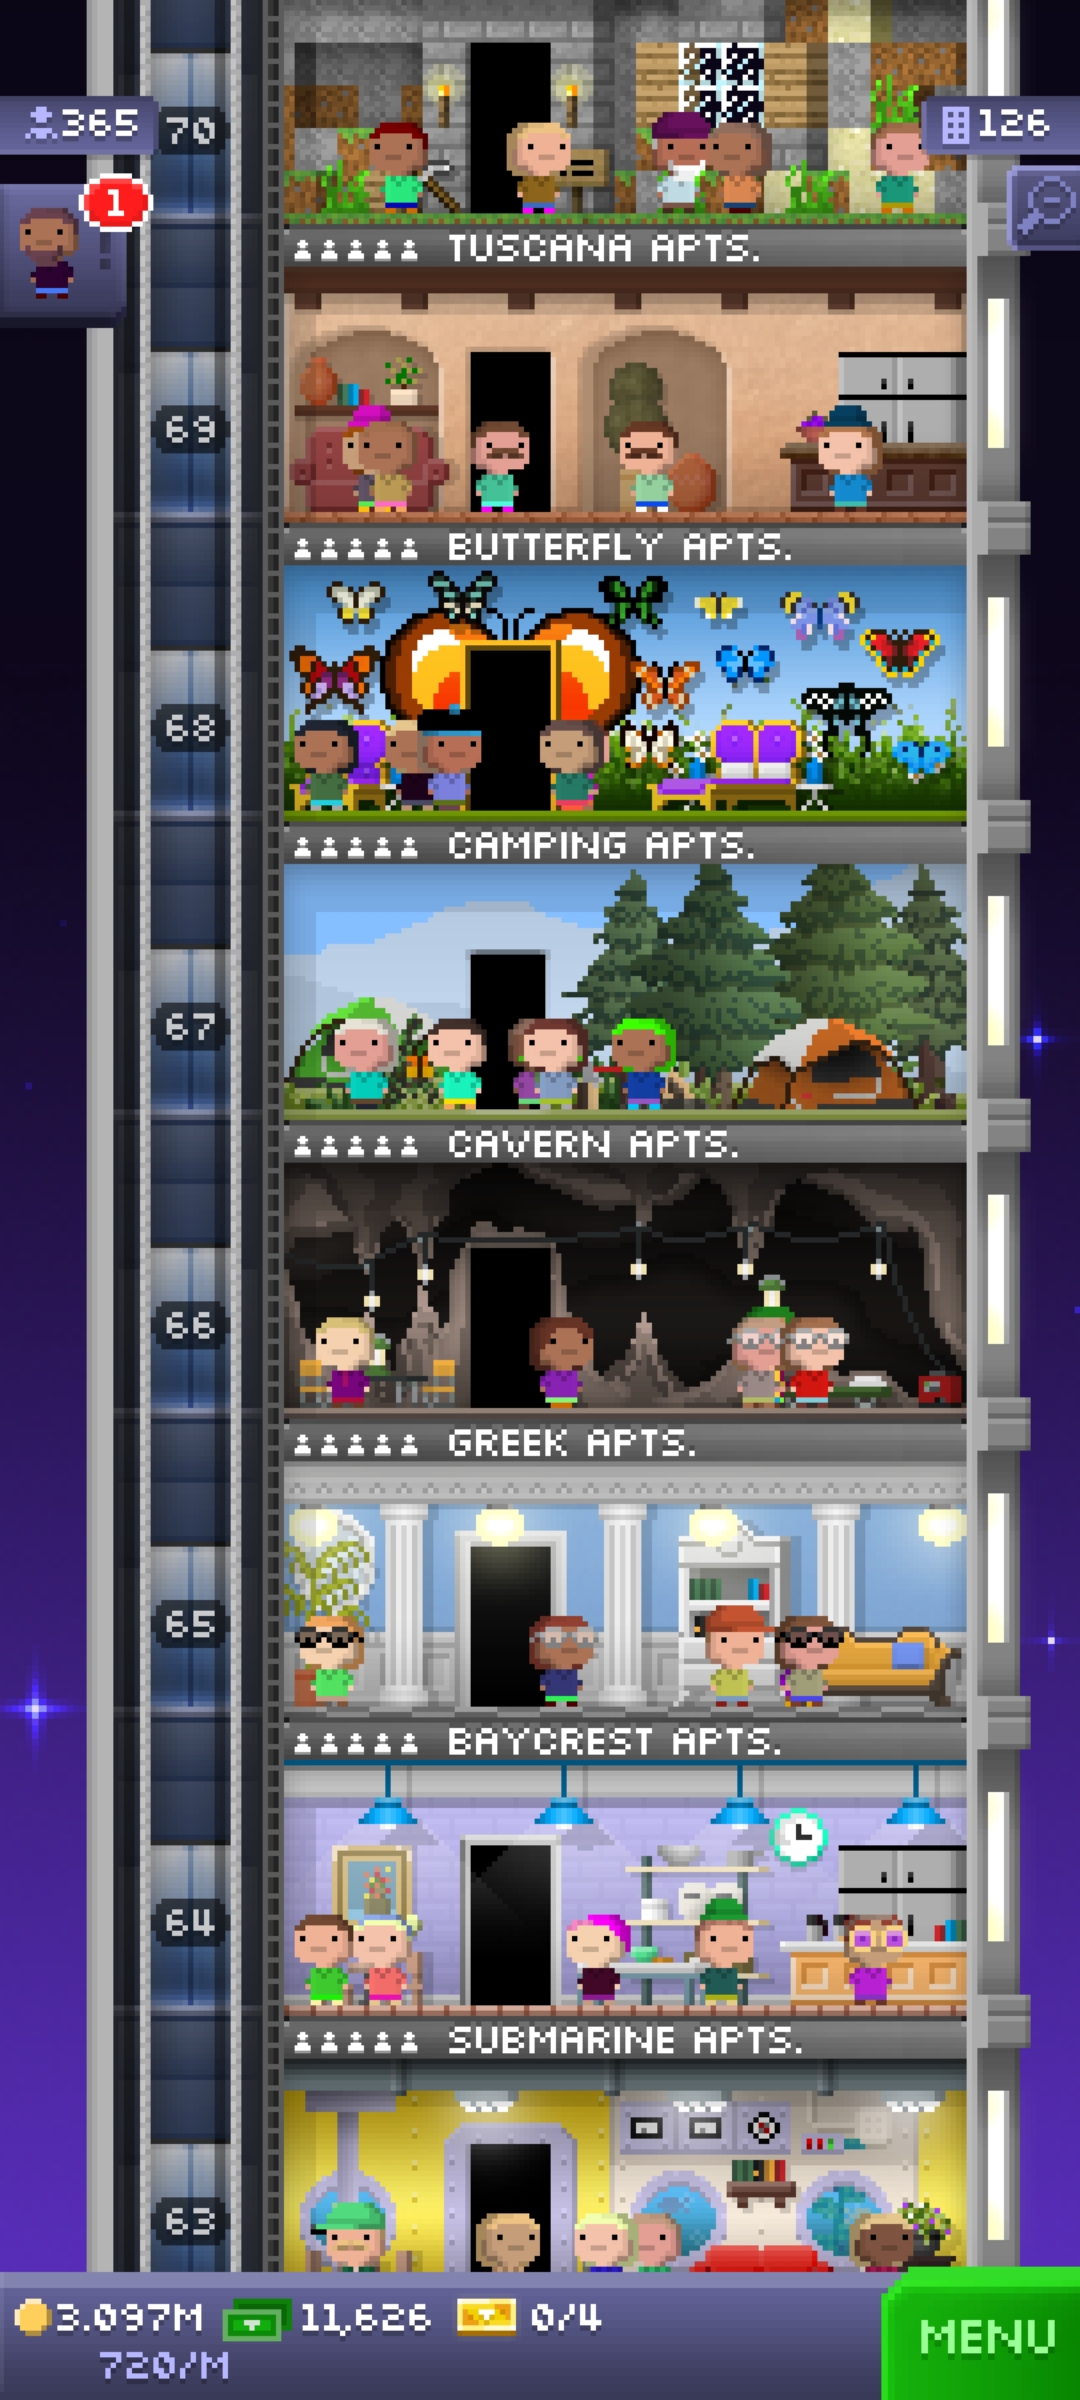 365
70
126
1
TUSCANA APTS.
69
BUTTERFLY APTS.
68
CAMPING APTS.
67
CAVERN APTS.
66
GREEK APTS.
65
BAYCREST APTS.
64
SUBMARINE APTS.
63
3.097M 11,626 0/4
720/M
MENU